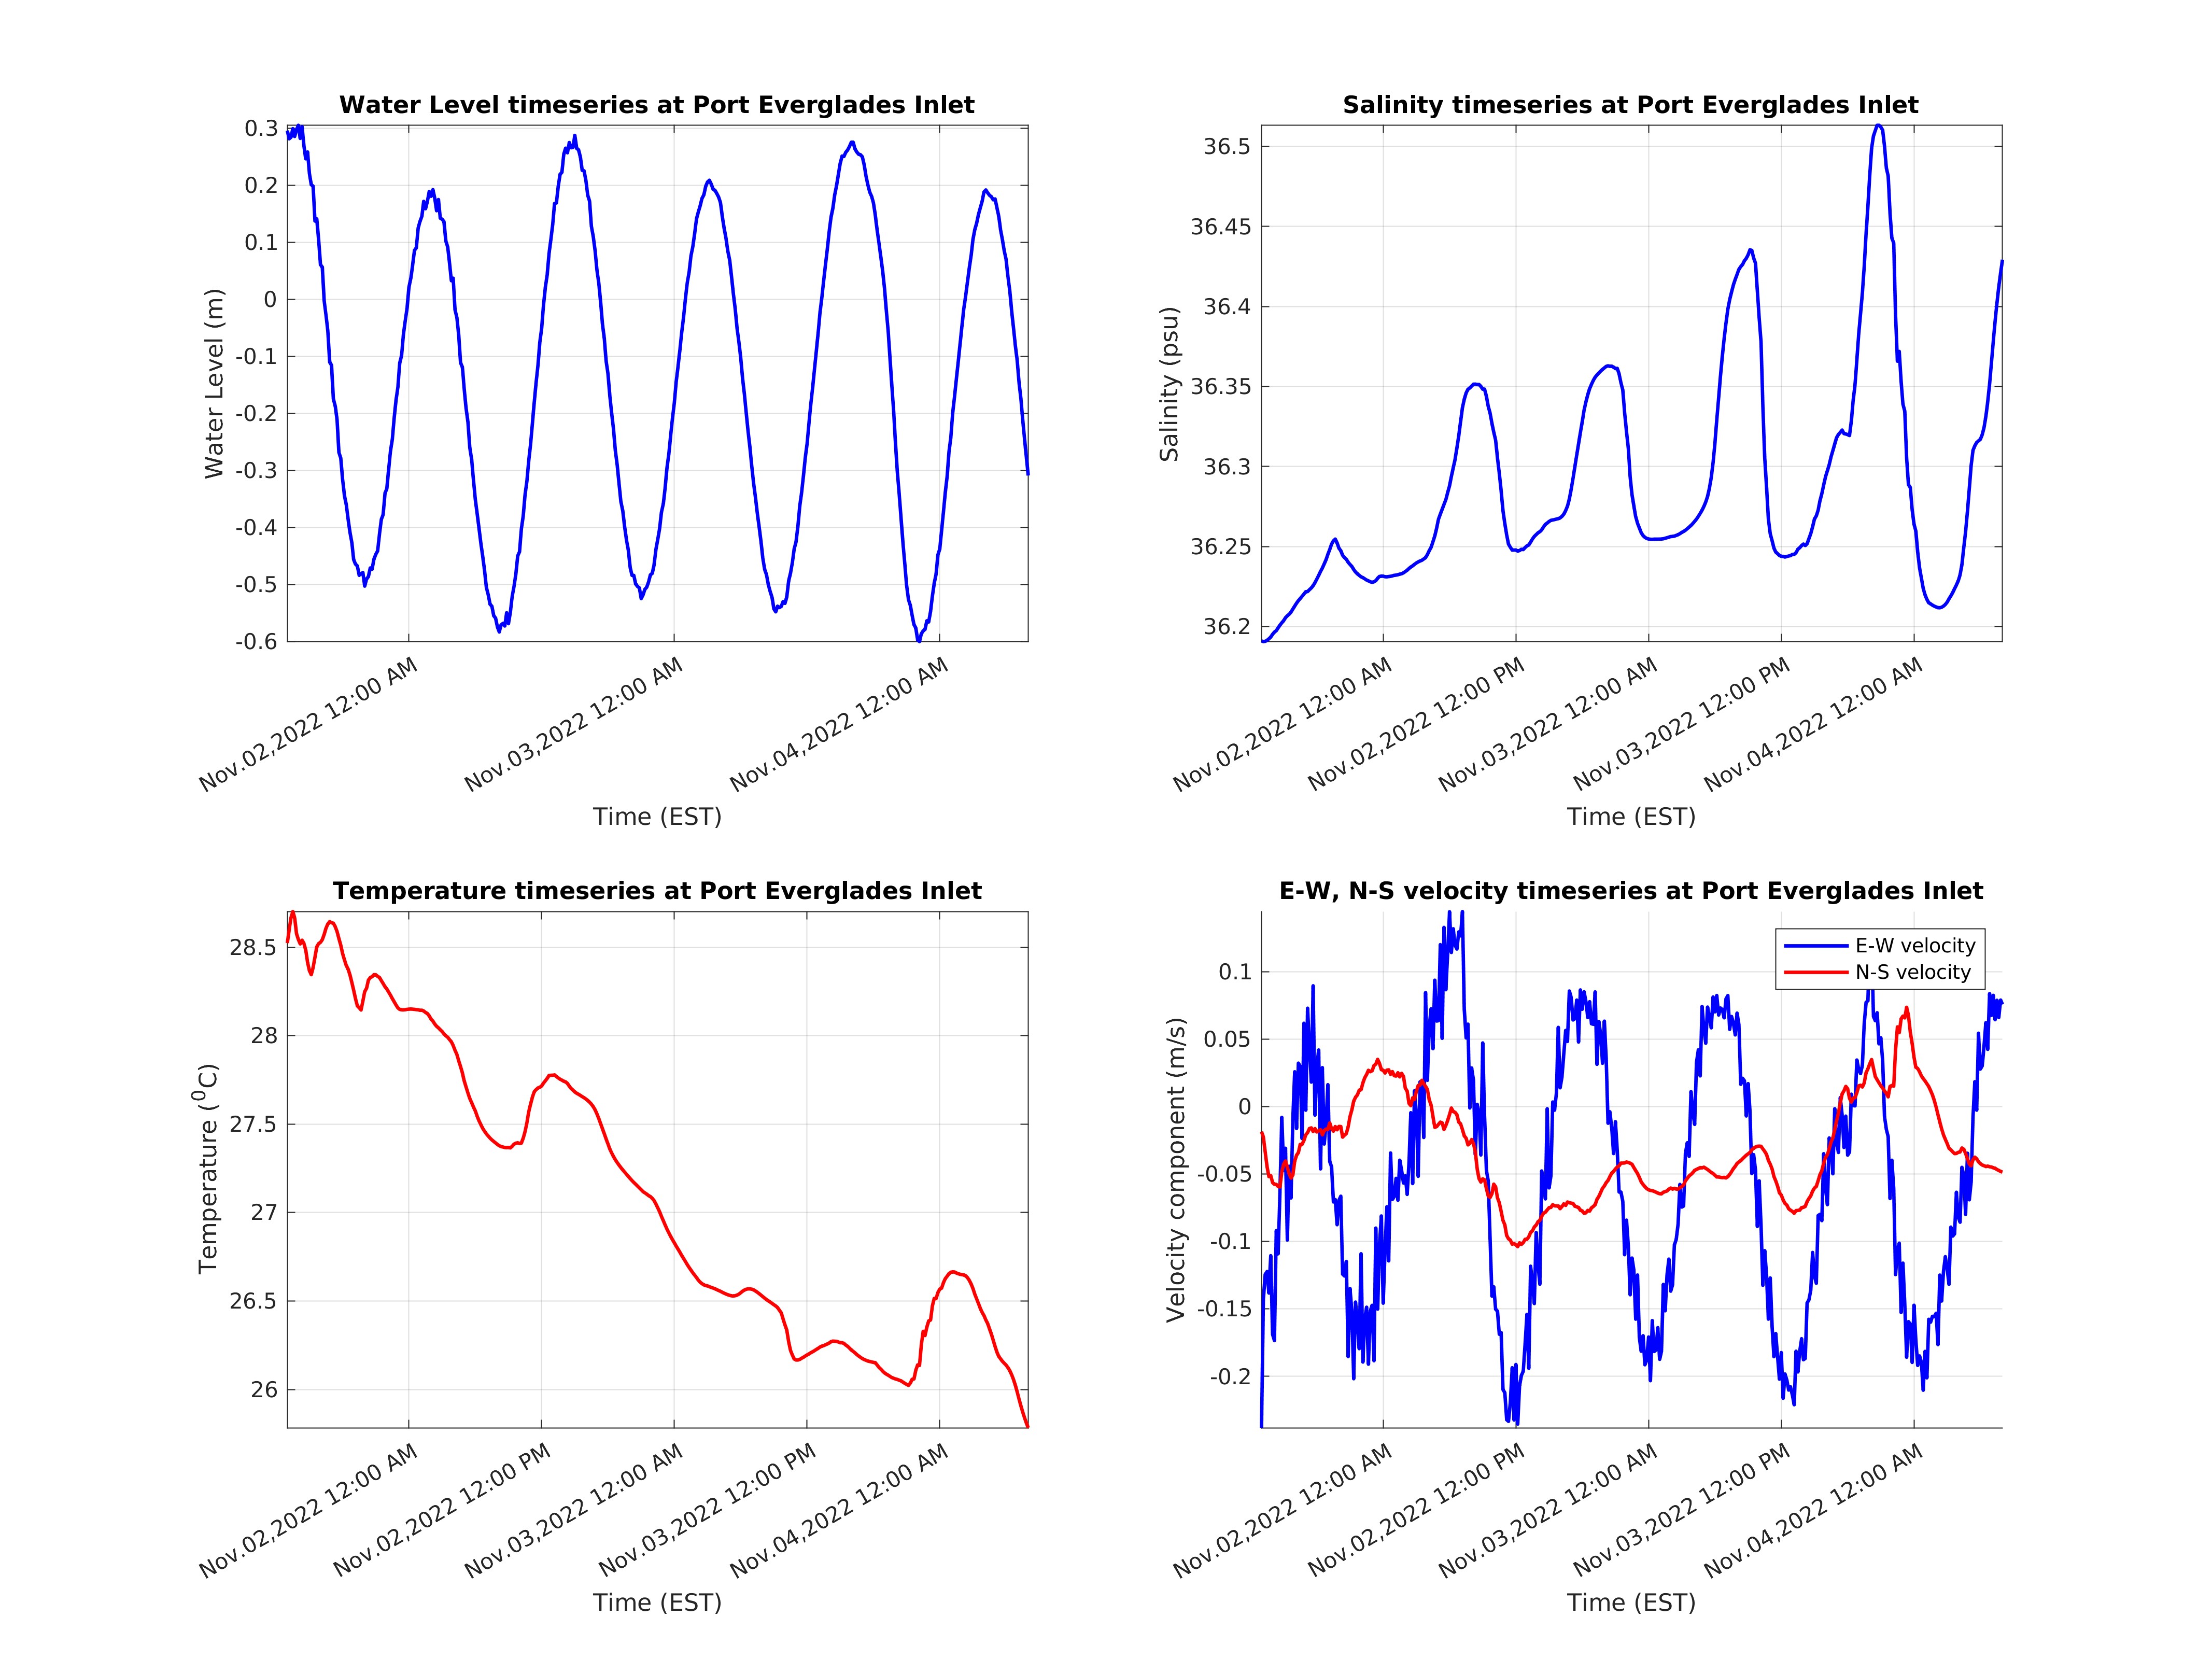 Water Level timeseries at Port Everglades Inlet
0.3
0.2
0.1
0
-0.1
-0.2
-0.3
-0.4
-0.5
-0.6
Water Level (m)
Nov.02,2022 12:00 AM
Nov.03,2022 12:00 AM
Nov.04,2022 12:00 AM
Time (EST)
Salinity timeseries at Port Everglades Inlet
36.5
36.45
36.4
36.35
36.3
36.25
36.2
Salinity (psu)
Nov.02,2022 12:00 AM
Nov.02,2022 12:00 PM
Nov.03,2022 12:00 AM
Nov.03,2022 12:00 PM
Nov.04,2022 12:00 AM
Time (EST)
Temperature timeseries at Port Everglades Inlet
28.5
28
27.5
27
26.5
26
Temperature (⁰C)
Nov.02,2022 12:00 AM
Nov.02,2022 12:00 PM
Nov.03,2022 12:00 AM
Nov.03,2022 12:00 PM
Nov.04,2022 12:00 AM
Time (EST)
E-W, N-S velocity timeseries at Port Everglades Inlet
E-W velocity
N-S velocity
0.1
0.05
0
-0.05
-0.1
-0.15
-0.2
Velocity component (m/s)
Nov.02,2022 12:00 AM
Nov.02,2022 12:00 PM
Nov.03,2022 12:00 AM
Nov.03,2022 12:00 PM
Nov.04,2022 12:00 AM
Time (EST)